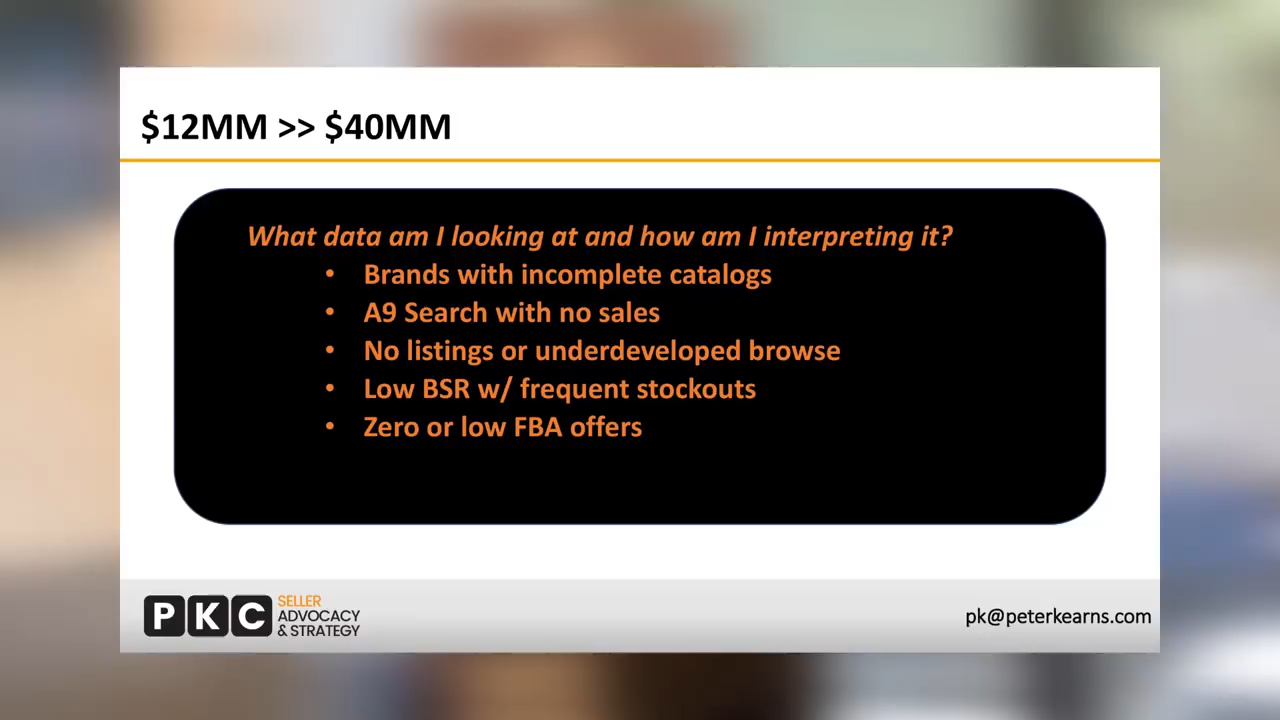 $12MM >> $40MM
What data am I looking at and how am I interpreting it?
• Brands with incomplete catalogs
• A9 Search with no sales
• No listings or underdeveloped browse
• Low BSR w/ frequent stockouts
• Zero or low FBA offers
PKC
SELLER
ADVOCACY
& STRATEGY
pk@peterkearns.com